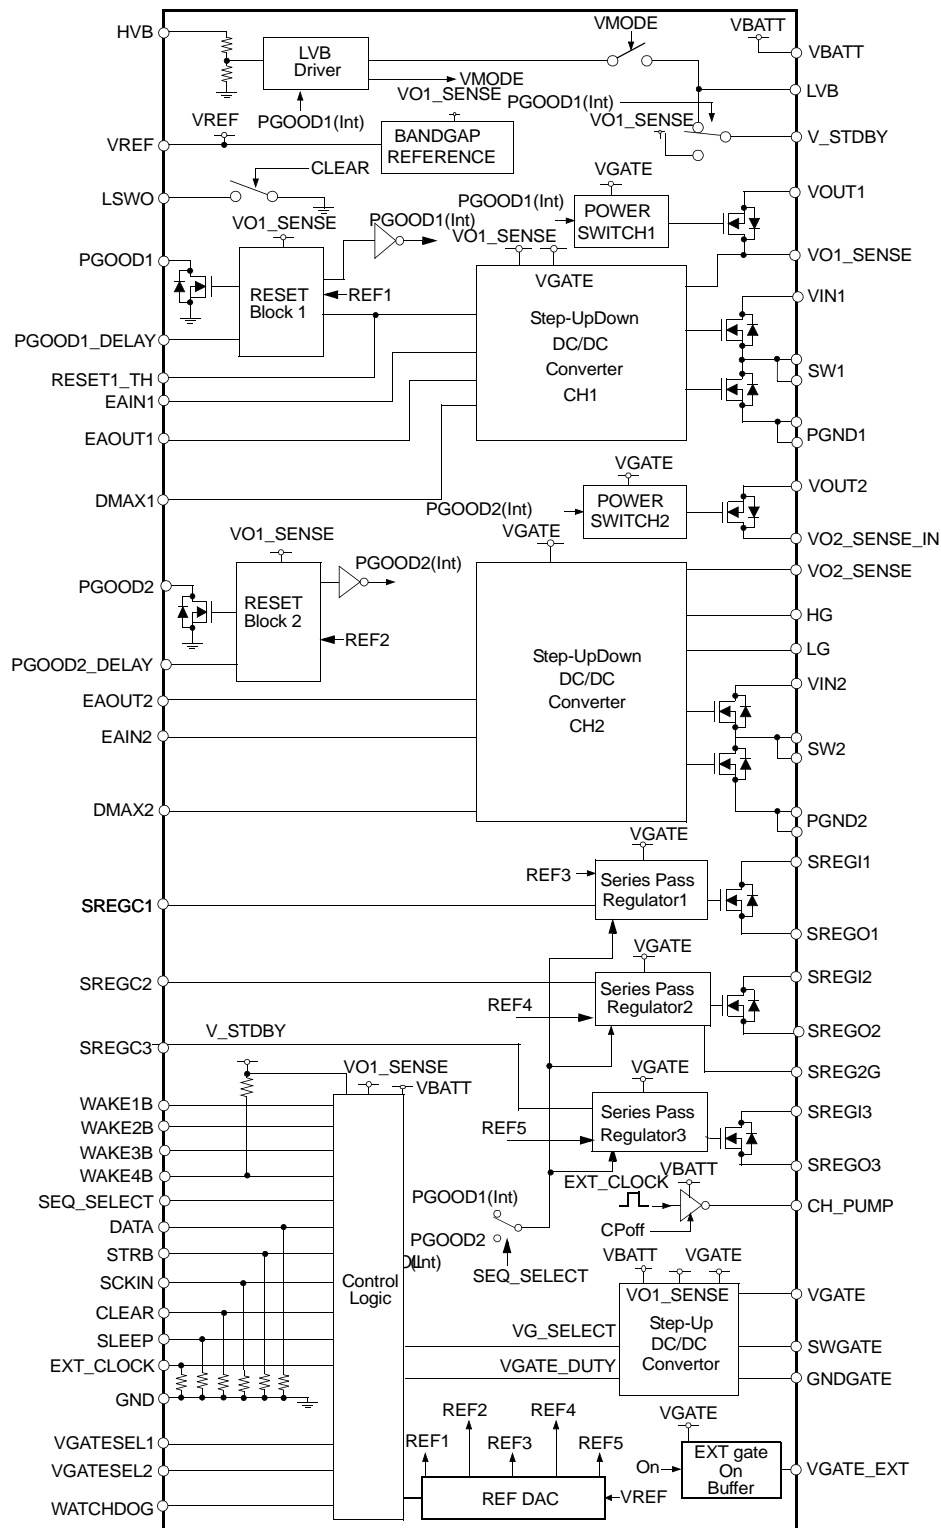 HVB
LVB
Driver
VMODE
VMODE
VBATT
VBATT
LVB
PGOOD1(Int)
VO1_SENSE
PGOOD1(Int)
VO1_SENSE
V_STDBY
VREF
VREF
BANDGAP
REFERENCE
CLEAR
LSWO
VGATE
PGOOD1(Int)
POWER
SWITCH1
VOUT1
VO1_SENSE
PGOOD1(Int)
VO1_SENSE
VGATE
VO1_SENSE
PGOOD1
RESET
Block 1
REF1
Step-UpDown
DC/DC
Converter
CH1
VIN1
PGOOD1_DELAY
SW1
RESET1_TH
EAIN1
EAOUT1
PGND1
DMAX1
VGATE
PGOOD2(Int)
POWER
SWITCH2
VOUT2
VO2_SENSE_IN
VO1_SENSE
PGOOD2(Int)
VGATE
VO2_SENSE
PGOOD2
RESET
Block 2
REF2
HG
LG
PGOOD2_DELAY
Step-UpDown
DC/DC
Converter
CH2
VIN2
EAOUT2
EAIN2
SW2
DMAX2
PGND2
VGATE
REF3
Series Pass
Regulator1
SREGI1
SREGC1
SREGO1
VGATE
SREGC2
Series Pass
Regulator2
REF4
SREGI2
SREGO2
V_STDBY
SREGC3
SREG2G
VO1_SENSE
VBATT
VGATE
Series Pass
Regulator3
REF5
SREGI3
SREGO3
WAKE1B
WAKE2B
WAKE3B
WAKE4B
SEQ_SELECT
DATA
STRB
SCKIN
CLEAR
SLEEP
EXT_CLOCK
GND
Control
Logic
PGOOD1(Int)
PGOOD2
(Int)
SEQ_SELECT
EXT_CLOCK
VBATT
CPoff
CH_PUMP
VBATT
VGATE
VO1_SENSE
Step-Up
DC/DC
Convertor
VG_SELECT
VGATE_DUTY
VGATE
SWGATE
GNDGATE
VGATESEL1
VGATESEL2
WATCHDOG
REF1
REF2
REF3
REF4
REF5
REF DAC
VREF
VGATE
On
EXT gate
On
Buffer
VGATE_EXT